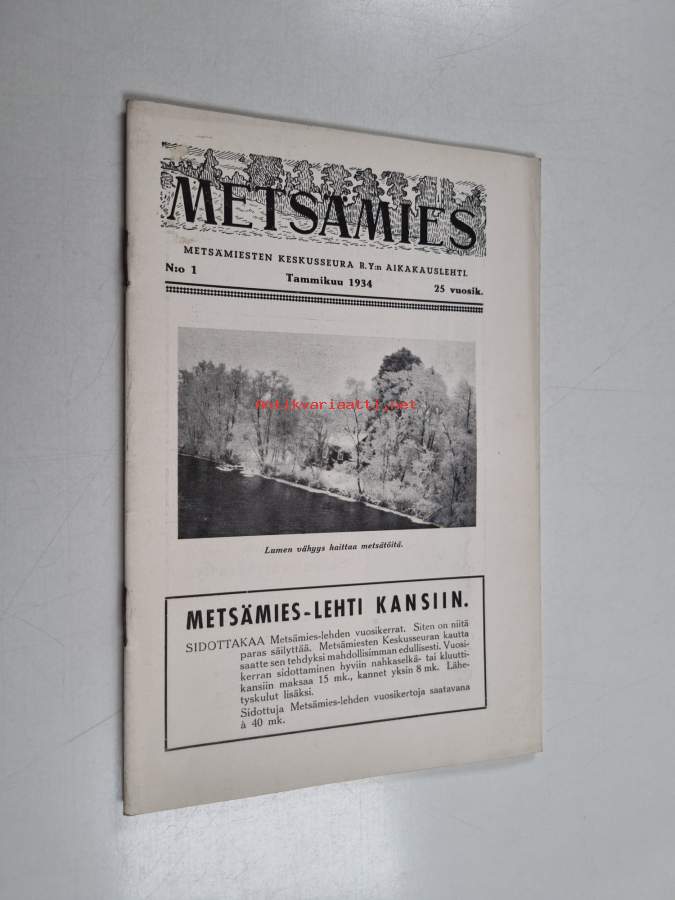 METSÄMIES
METSÄMIESTEN KESKUSSEURA R.Y:n AIKAKAUSLEHTI.
N:o 1 Tammikuu 1934 25 vuosik.
Antikvariaatti.net
Lumen vähyys haittaa metsätöitä.
METSÄMIES-LEHTI KANSIIN.
SIDOTTAKAA Metsämies-lehden vuosikerrat. Siten on niitä
paras säilyttää. Metsämiesten Keskusseuran kautta
saatte sen tehdyksi mahdollisimman edullisesti. Vuosi-
kerran sidottaminen hyviin nahkaselkä- tai kluutti-
kansiin maksaa 15 mk., kannet yksin 8 mk. Lähe-
tyskulut lisäksi.
Sidottuja Metsämies-lehden vuosikertoja saatavana
à 40 mk.